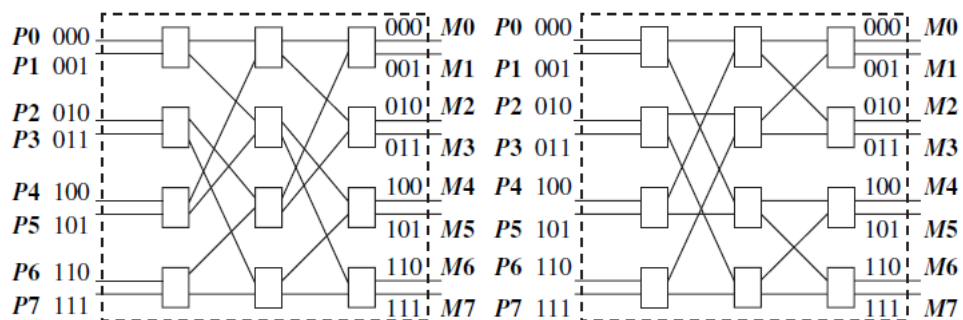 P0 000 000 M0 P0 000 000 M0
P1 001 001 M1 P1 001 001 M1
P2 010 010 M2 P2 010 010 M2
P3 011 011 M3 P3 011 011 M3
P4 100 100 M4 P4 100 100 M4
P5 101 101 M5 P5 101 101 M5
P6 110 110 M6 P6 110 110 M6
P7 111 111 M7 P7 111 111 M7